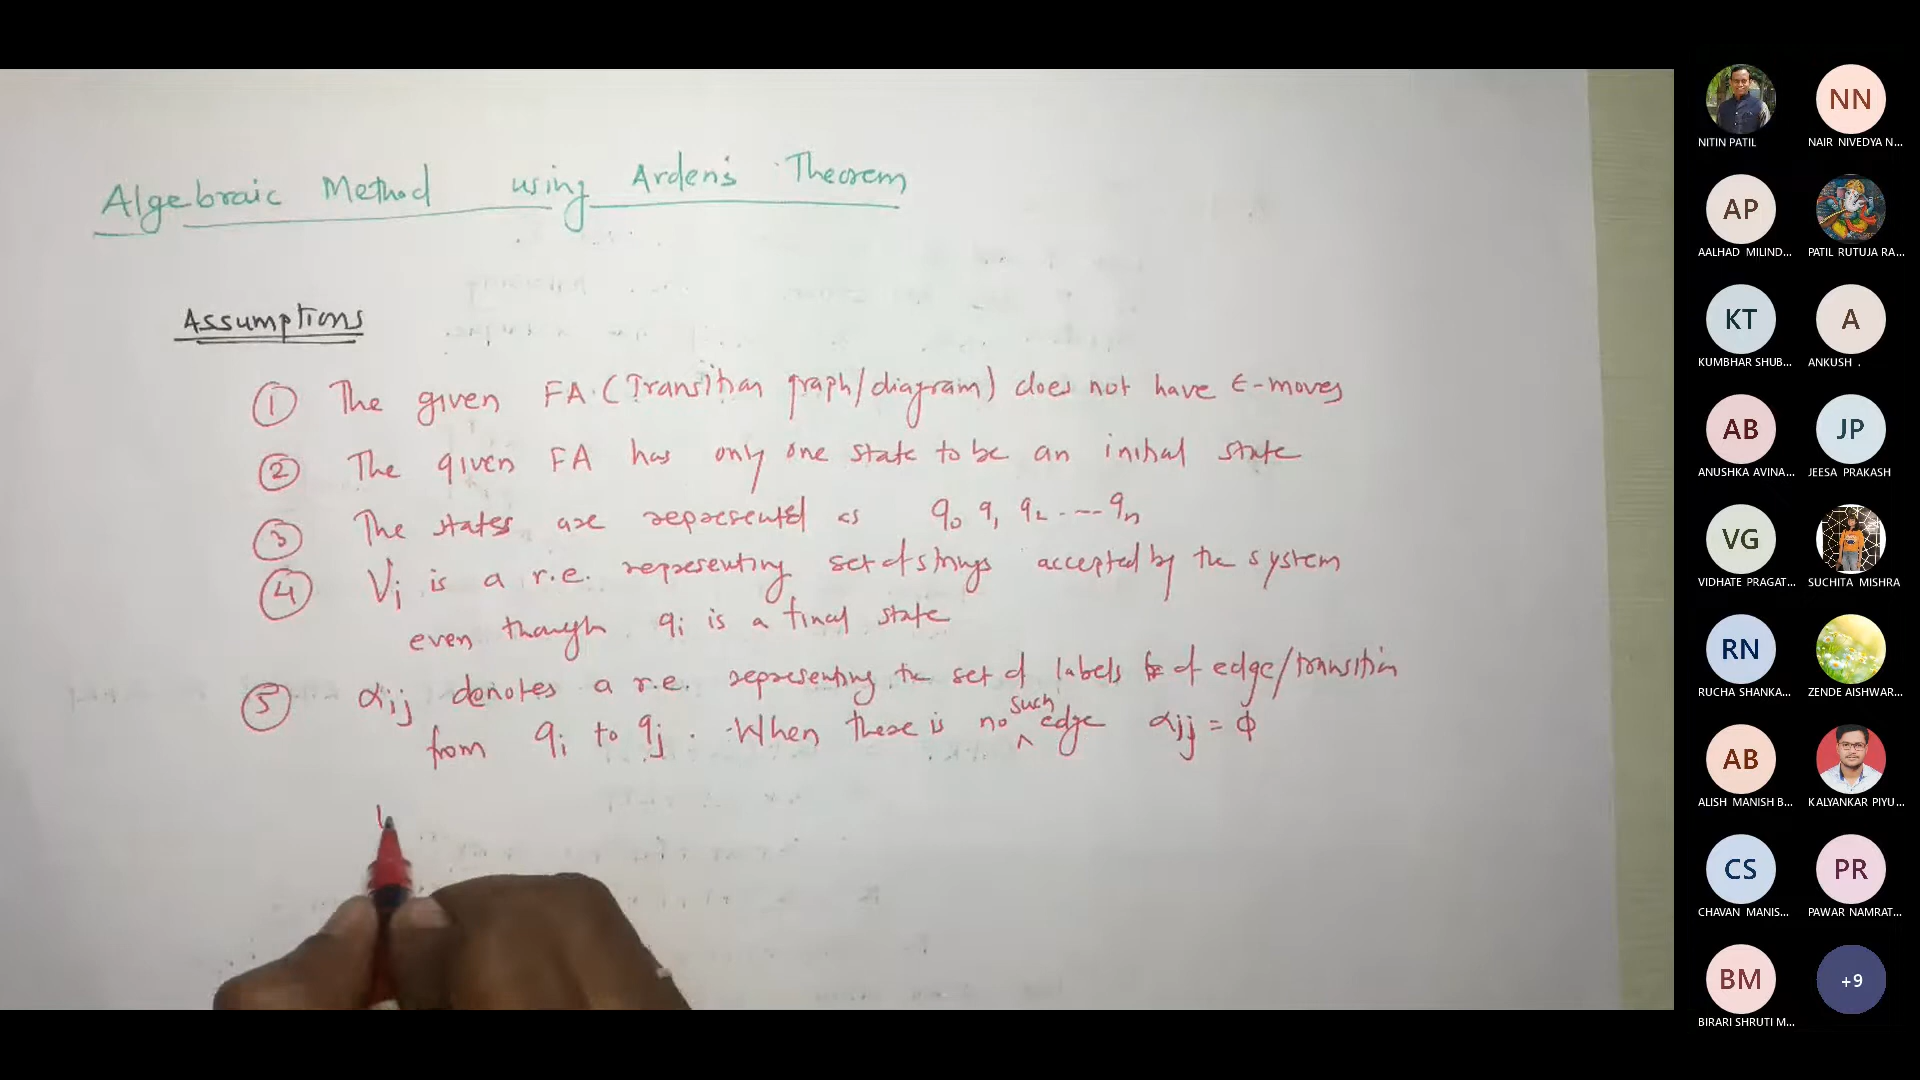 Algebraic Method using Arden's Theorem
Assumptions
① The given FA (Transition graph/diagram) does not have ε-moves
② The given FA has only one state to be an initial state
③ The states are represented as q₀ q₁ q₂ ---- qₙ
④ Vᵢ is a r.e. representing set of strings accepted by the system
even though qᵢ is a final state
⑤ αᵢⱼ denotes a r.e. representing the set of labels of edge/transition
from qᵢ to qⱼ. When there is no such edge αᵢⱼ = ϕ
NITIN PATIL
NN
NAIR NIVEDYA N...
AP
AALHAD MILIND...
PATIL RUTUJA RA...
KT
KUMBHAR SHUB...
A
ANKUSH .
AB
ANUSHKA AVINA...
JP
JEESA PRAKASH
VG
VIDHATE PRAGAT...
SUCHITA MISHRA
RN
RUCHA SHANKA...
ZENDE AISHWAR...
AB
ALISH MANISH B...
KALYANKAR PIYU...
CS
CHAVAN MANIS...
PR
PAWAR NAMRAT...
BM
BIRARI SHRUTI M...
+9